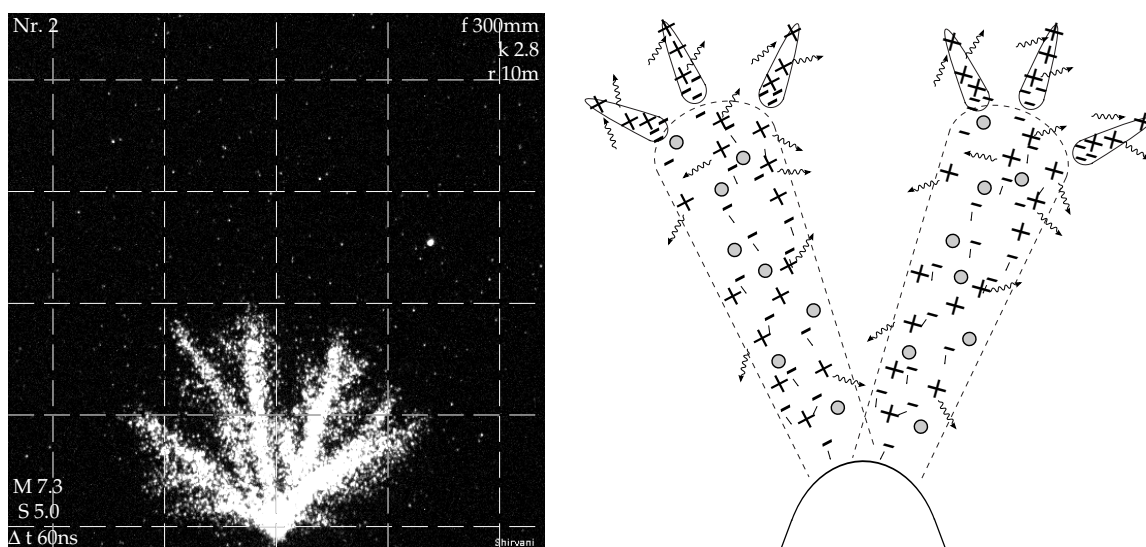 Nr. 2
f 300mm
k 2.8
r 10m
M 7.3
S 5.0
Δ t 60ns
Shirvani